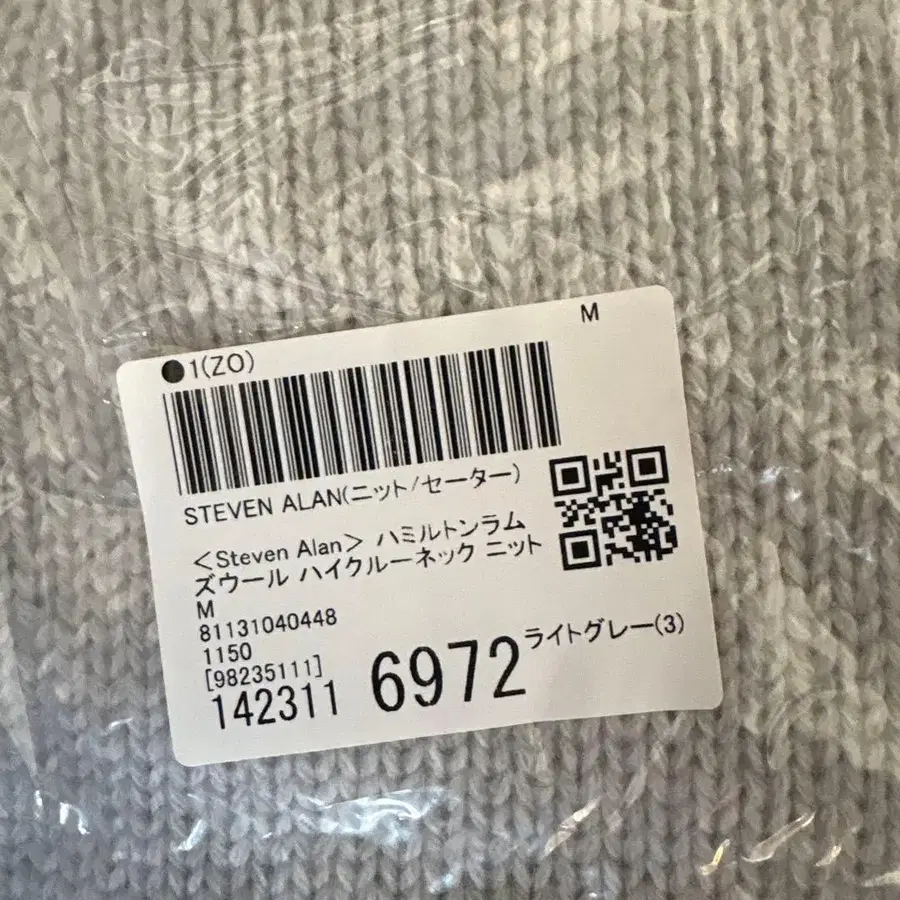 M
●1(ZO)
STEVEN ALAN(ニット/セーター)
＜Steven Alan＞ ハミルトンラム
ズウール ハイクルーネック ニット
M
81131040448
1150
[98235111]
142311 6972 ライトグレー(3)